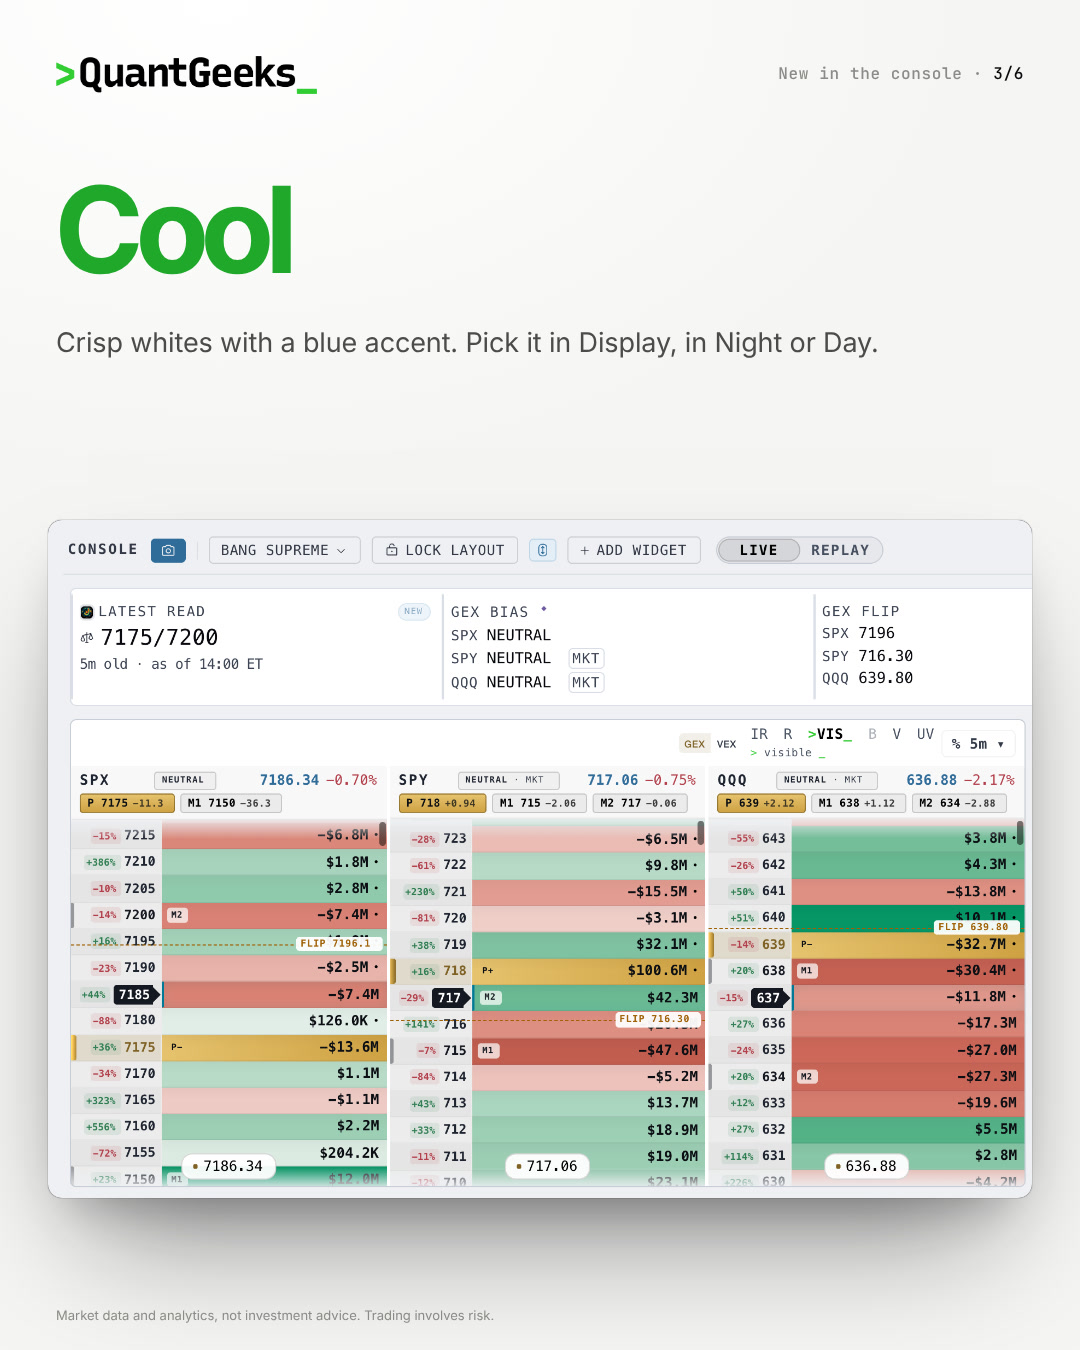 >QuantGeeks_
New in the console · 3/6
Cool
Crisp whites with a blue accent. Pick it in Display, in Night or Day.
CONSOLE BANG SUPREME LOCK LAYOUT + ADD WIDGET LIVE REPLAY
LATEST READ NEW
7175/7200
5m old · as of 14:00 ET
GEX BIAS
SPX NEUTRAL
SPY NEUTRAL MKT
QQQ NEUTRAL MKT
GEX FLIP
SPX 7196
SPY 716.30
QQQ 639.80
GEX VEX IR R >VIS_ B V UV % 5m ▾
> visible _
SPX NEUTRAL 7186.34 −0.70%
P 7175 −11.3 M1 7150 −36.3
−15% 7215 −$6.8M •
+386% 7210 $1.8M •
−10% 7205 $2.8M •
−14% 7200 M2 −$7.4M •
+16% 7195 FLIP 7196.1
−23% 7190 −$2.5M •
+44% 7185 −$7.4M
−88% 7180 $126.0K •
+36% 7175 P− −$13.6M
−34% 7170 $1.1M
+323% 7165 −$1.1M
+556% 7160 $2.2M
−72% 7155 $204.2K
• 7186.34
+23% 7150 M1 $12.0M
SPY NEUTRAL · MKT 717.06 −0.75%
P 718 +0.94 M1 715 −2.06 M2 717 −0.06
−28% 723 −$6.5M •
−61% 722 $9.8M •
+230% 721 −$15.5M •
−81% 720 −$3.1M •
+38% 719 $32.1M •
+16% 718 P+ $100.6M •
−29% 717 M2 $42.3M
+141% 716 FLIP 716.30
−7% 715 M1 −$47.6M
−84% 714 −$5.2M
+43% 713 $13.7M
+33% 712 $18.9M
−11% 711 $19.0M
• 717.06
−12% 710 $23.1M
QQQ NEUTRAL · MKT 636.88 −2.17%
P 639 +2.12 M1 638 +1.12 M2 634 −2.88
−55% 643 $3.8M •
−26% 642 $4.3M •
+50% 641 −$13.8M •
+51% 640 $10.1M •
FLIP 639.80
−14% 639 P− −$32.7M •
+20% 638 M1 −$30.4M •
−15% 637 −$11.8M •
+27% 636 −$17.3M
−24% 635 −$27.0M
+20% 634 M2 −$27.3M
+12% 633 −$19.6M
+27% 632 $5.5M
+114% 631 $2.8M
• 636.88
+226% 630 −$4.2M
Market data and analytics, not investment advice. Trading involves risk.